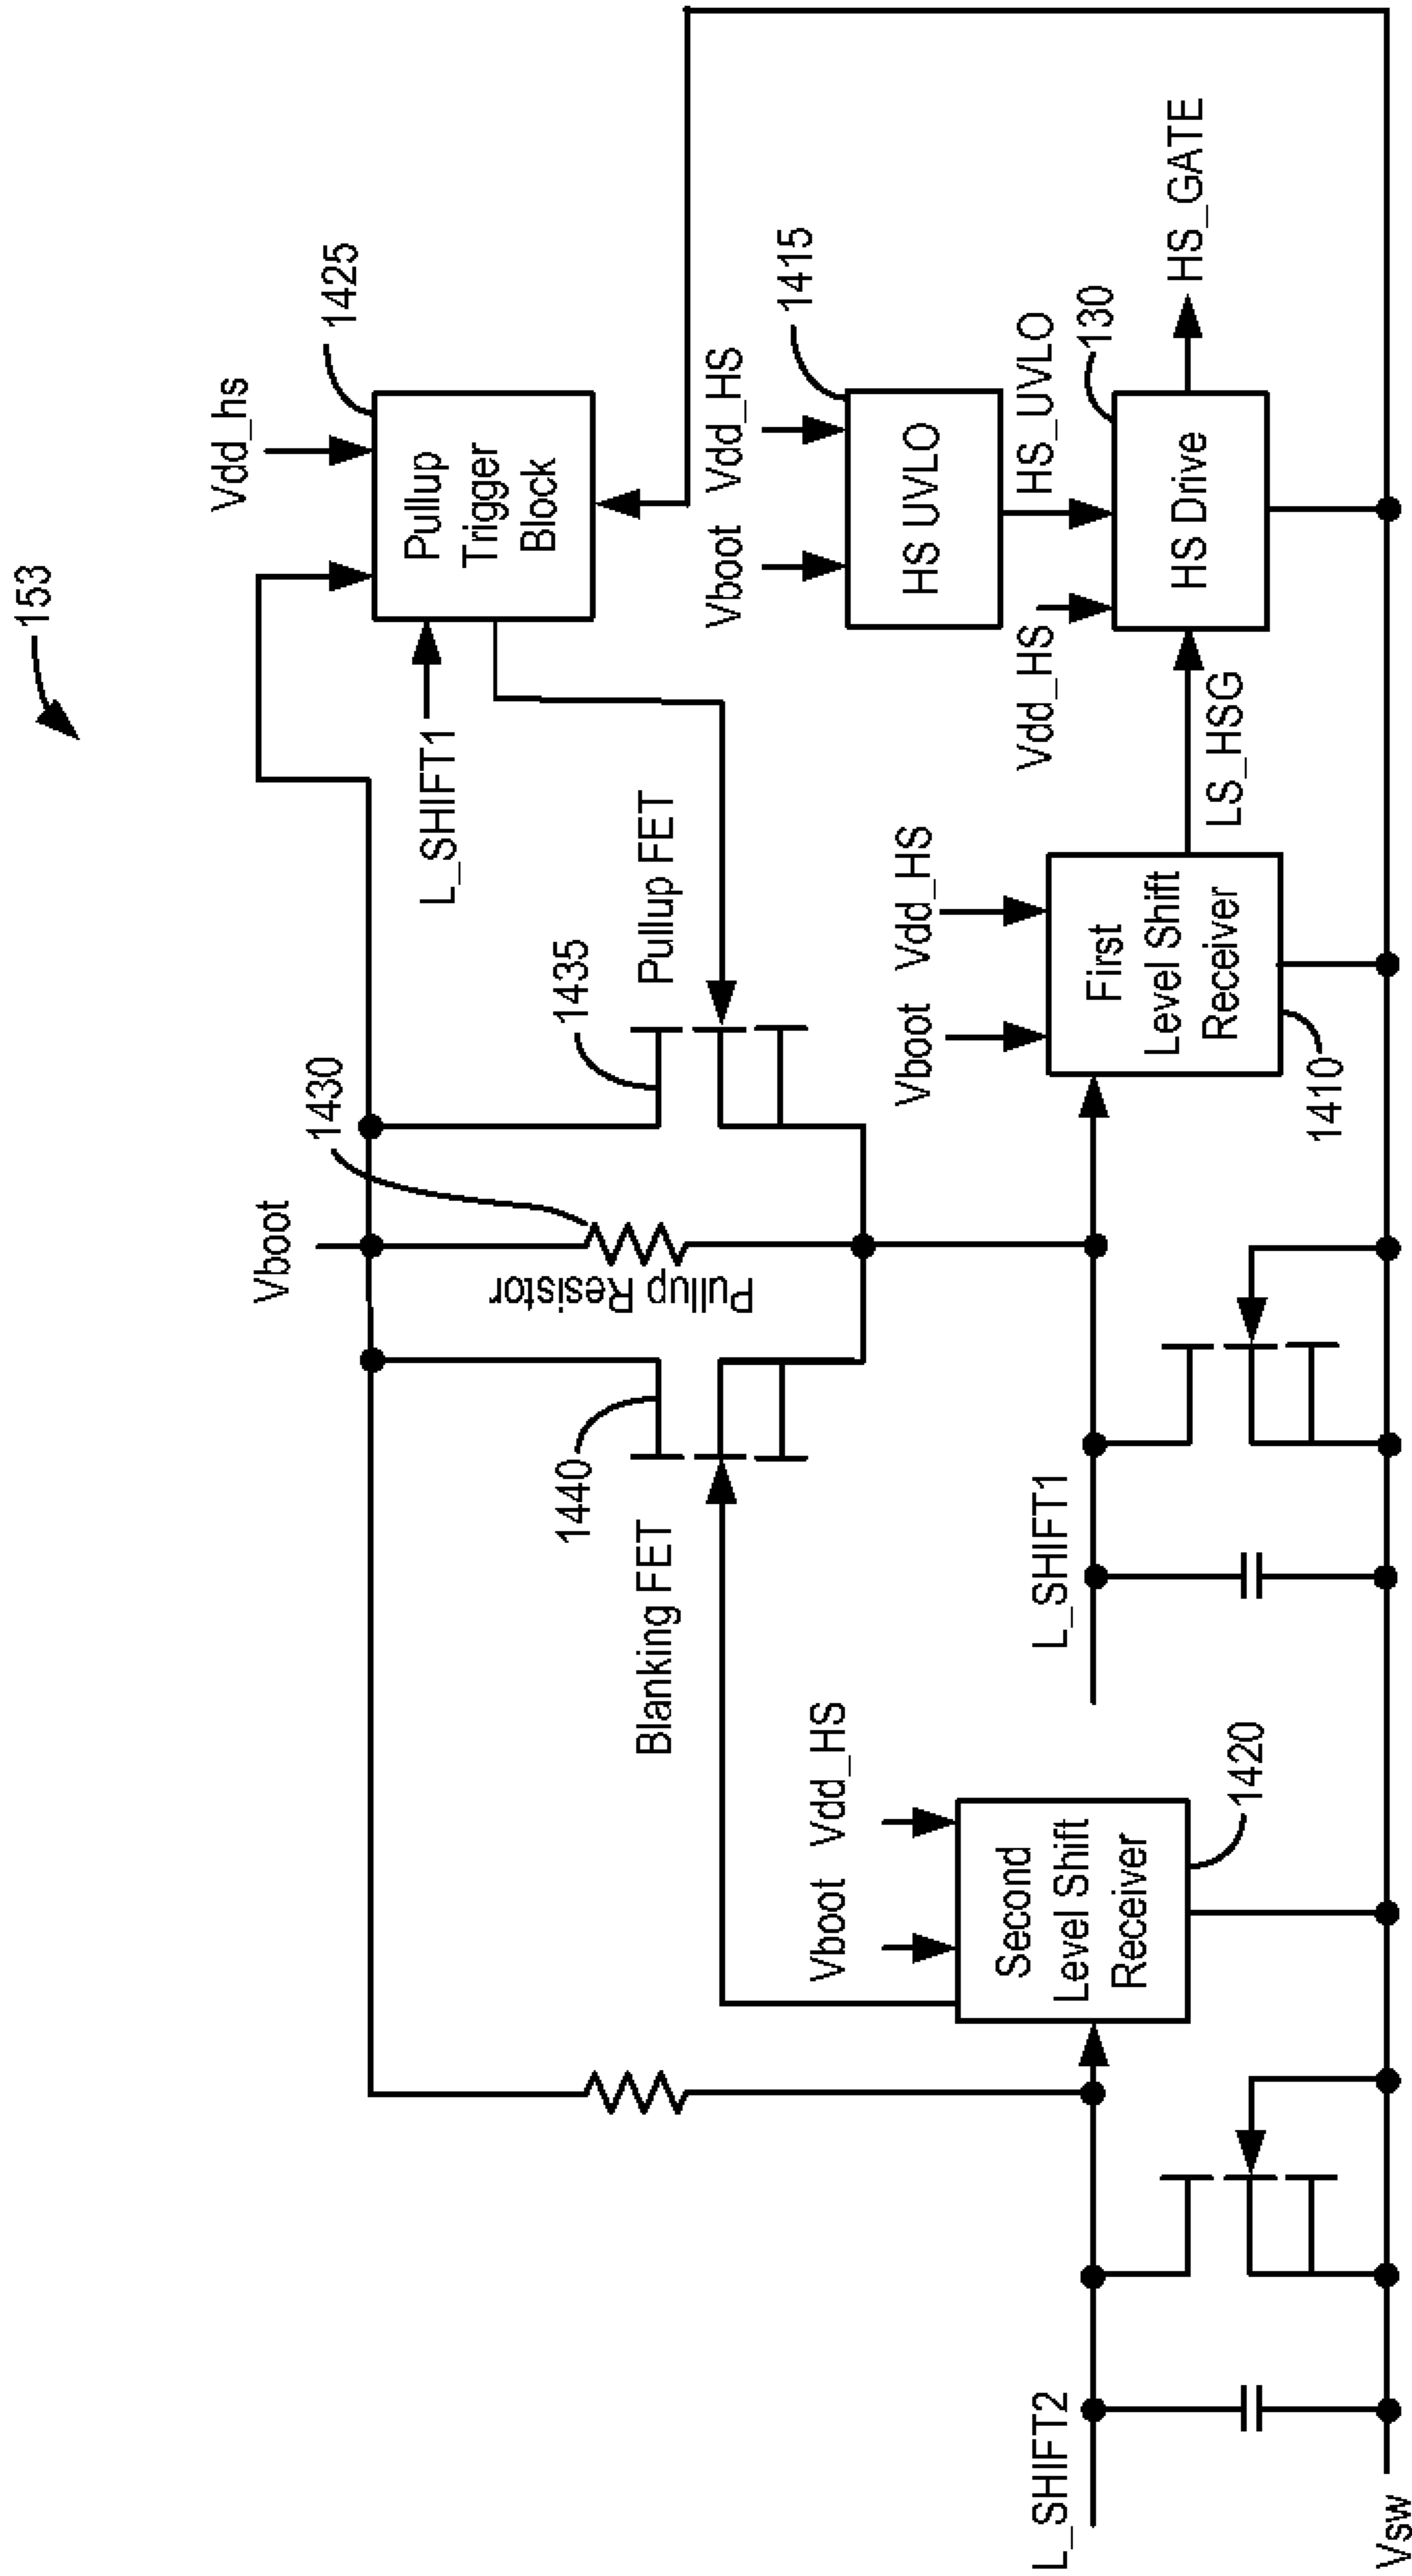 153
Vdd_hs
1425
Pullup
Trigger
Block
L_SHIFT1
Vboot
1430
Pullup Resistor
1435
Pullup FET
1440
Blanking FET
Vboot
Vdd_HS
1415
HS UVLO
HS_UVLO
Vdd_HS
130
HS Drive
HS_GATE
LS_HSG
Vboot
Vdd_HS
First
Level Shift
Receiver
1410
L_SHIFT1
Vboot
Vdd_HS
Second
Level Shift
Receiver
1420
L_SHIFT2
Vsw